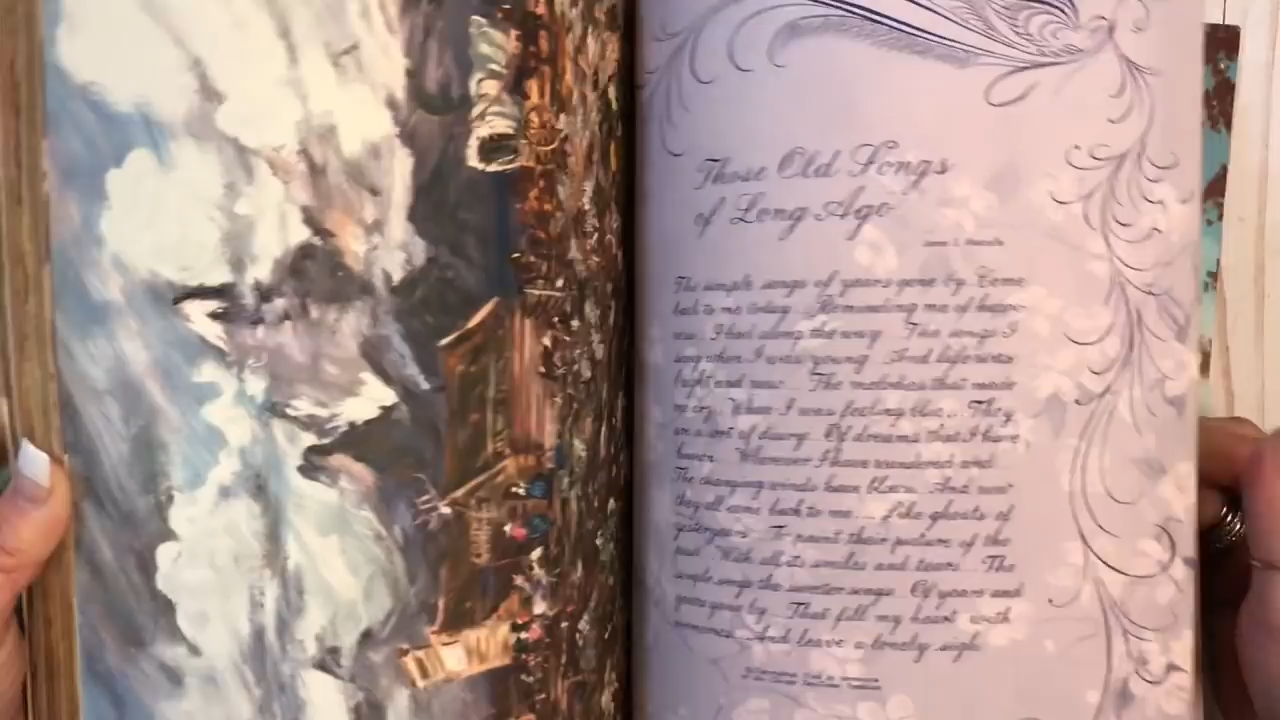 Those Old Songs
of Long Ago
James J. Metcalfe
The simple songs of years gone by Come
back to me today ... Reminding me of happi-
ness I had along the way ... The songs I
sang when I was young And life was
bright and new ... The melodies that made
me cry When I was feeling blue ... They
are a sort of diary Of dreams that I have
known Wherever I have wandered and
The changing winds have blown And now
they all come back to me ... Like ghosts of
yesteryears To paint their picture of the
past With all its smiles and tears ... The
simple songs the songs Of years and
years gone by ... That fill my heart with
And leave a lonely sigh